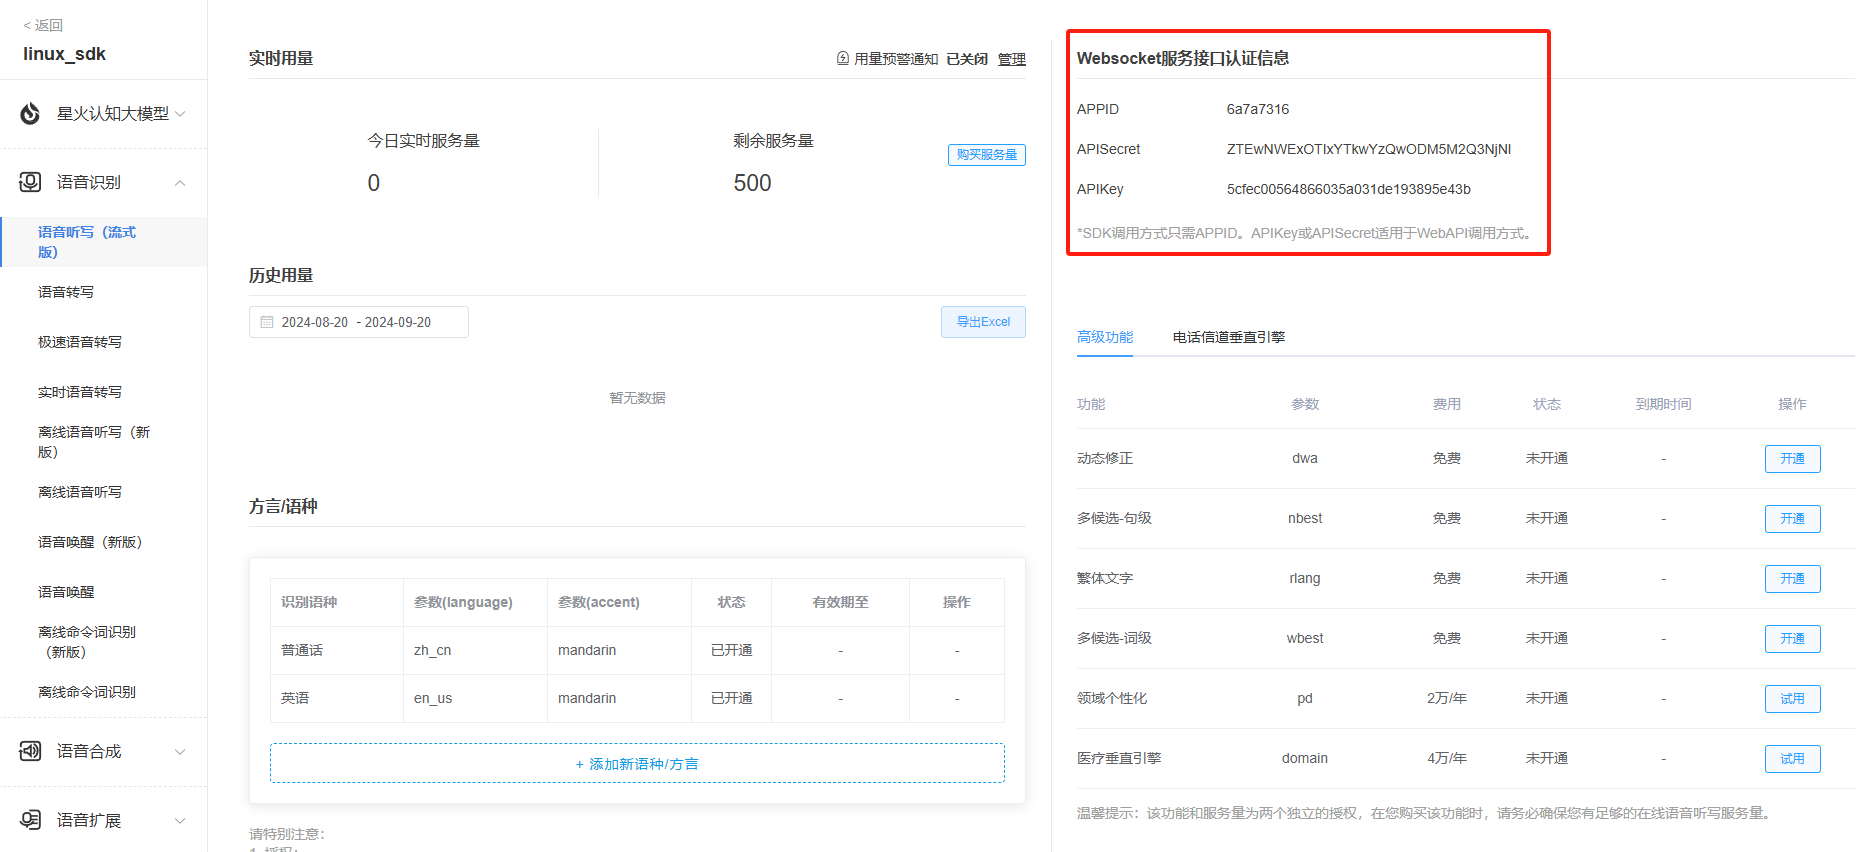 < 返回
linux_sdk
星火认知大模型
语音识别
语音听写（流式
版）
语音转写
极速语音转写
实时语音转写
离线语音听写（新
版）
离线语音听写
语音唤醒（新版）
语音唤醒
离线命令词识别
（新版）
离线命令词识别
语音合成
语音扩展
实时用量
用量预警通知 已关闭 管理
今日实时服务量
0
剩余服务量
500
购买服务量
历史用量
2024-08-20 - 2024-09-20
导出Excel
暂无数据
方言/语种
识别语种 参数(language) 参数(accent) 状态 有效期至 操作
普通话 zh_cn mandarin 已开通 - -
英语 en_us mandarin 已开通 - -
+ 添加新语种/方言
请特别注意：
1. 授权：
Websocket服务接口认证信息
APPID 6a7a7316
APISecret ZTEwNWExOTIxYTkwYzQwODM5M2Q3NjNl
APIKey 5cfec00564866035a031de193895e43b
*SDK调用方式只需APPID。APIKey或APISecret适用于WebAPI调用方式。
高级功能 电话信道垂直引擎
功能 参数 费用 状态 到期时间 操作
动态修正 dwa 免费 未开通 - 开通
多候选-句级 nbest 免费 未开通 - 开通
繁体文字 rlang 免费 未开通 - 开通
多候选-词级 wbest 免费 未开通 - 开通
领域个性化 pd 2万/年 未开通 - 试用
医疗垂直引擎 domain 4万/年 未开通 - 试用
温馨提示：该功能和服务量为两个独立的授权，在您购买该功能时，请务必确保您有足够的在线语音听写服务量。